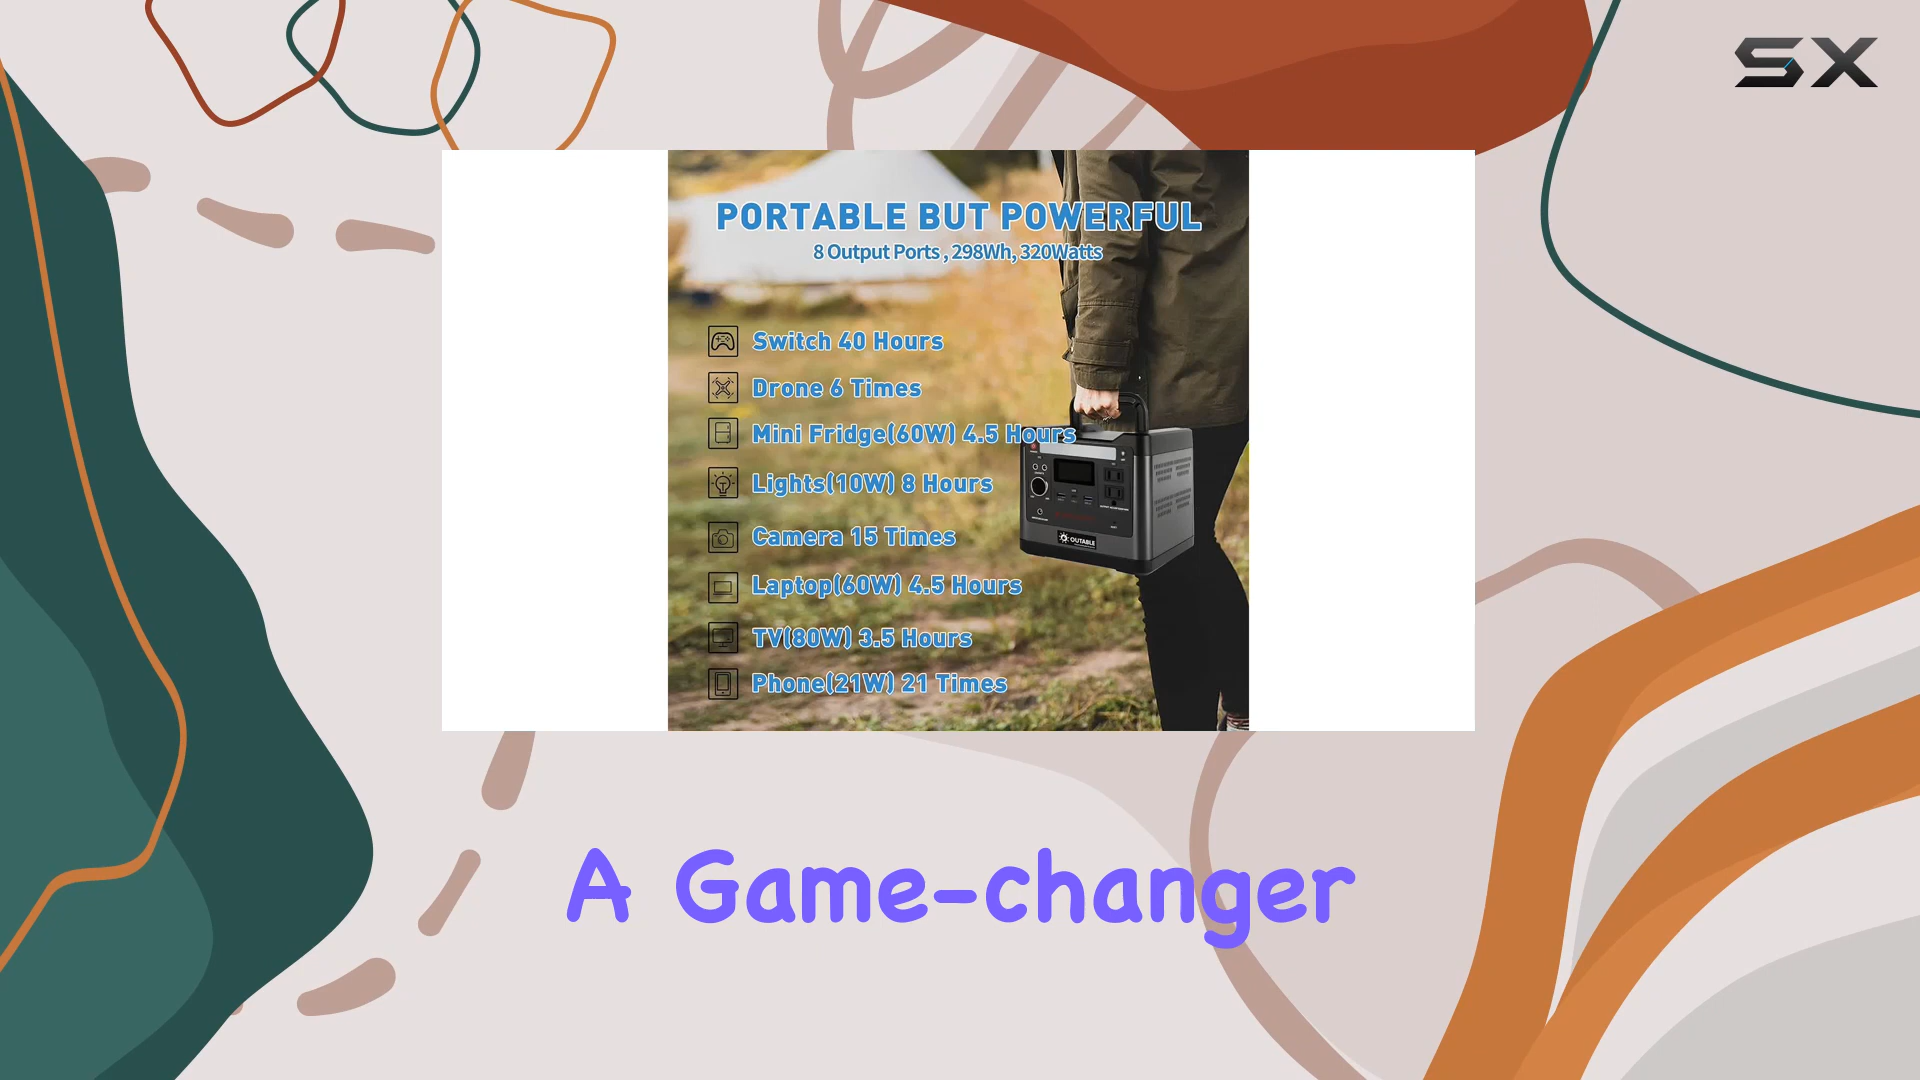 SX
PORTABLE BUT POWERFUL
8 Output Ports , 298Wh, 320Watts
Switch 40 Hours
Drone 6 Times
Mini Fridge(60W) 4.5 Hours
Lights(10W) 8 Hours
Camera 15 Times
OUTABLE
Laptop(60W) 4.5 Hours
TV(80W) 3.5 Hours
Phone(21W) 21 Times
A Game-changer